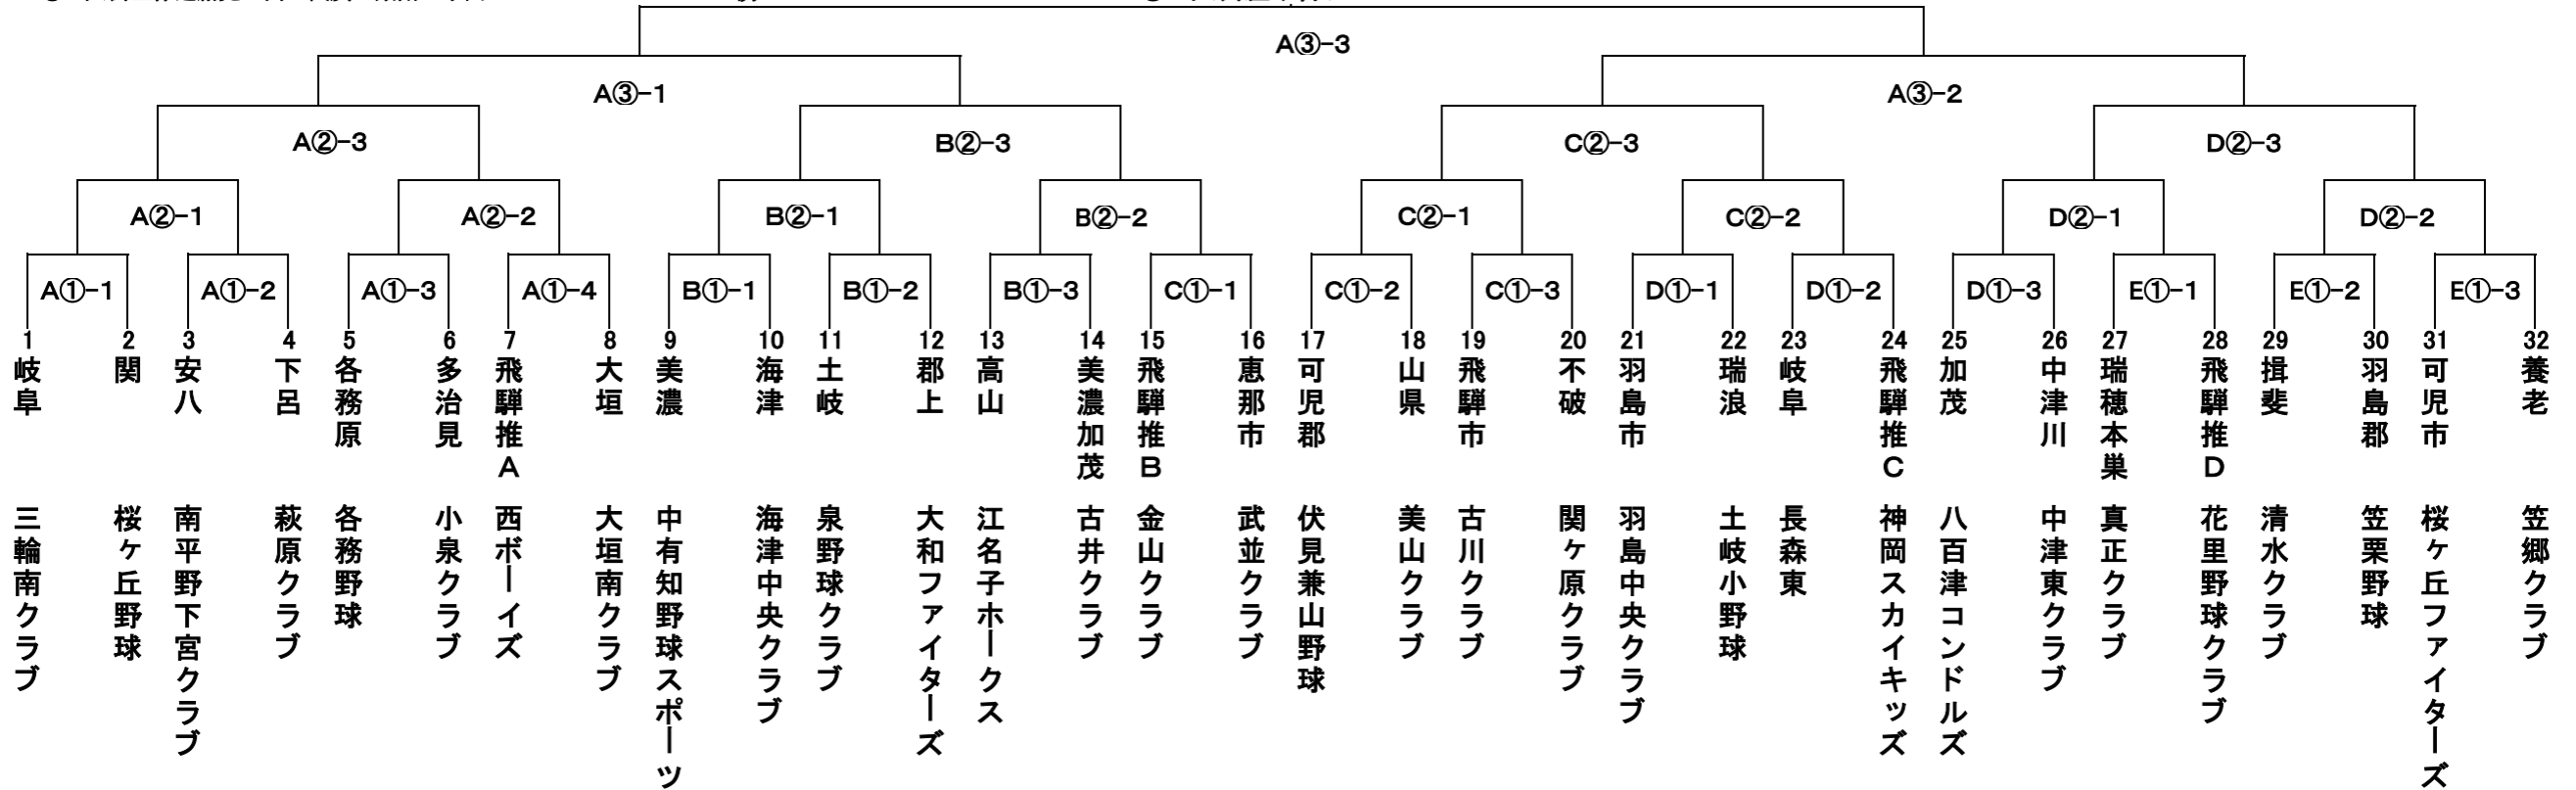 A③-3
A③-1
A③-2
A②-3
B②-3
C②-3
D②-3
A②-1
A②-2
B②-1
B②-2
C②-1
C②-2
D②-1
D②-2
A①-1
A①-2
A①-3
A①-4
B①-1
B①-2
B①-3
C①-1
C①-2
C①-3
D①-1
D①-2
D①-3
E①-1
E①-2
E①-3
1 岐阜 三輪南クラブ
2 関 桜ヶ丘野球
3 安八 南平野下宮クラブ
4 下呂 萩原クラブ
5 各務原 各務野球
6 多治見 小泉クラブ
7 飛騨推A 西ボーイズ
8 大垣 大垣南クラブ
9 美濃 中有知野球スポーツ
10 海津 海津中央クラブ
11 土岐 泉野球クラブ
12 郡上 大和ファイターズ
13 高山 江名子ホークス
14 美濃加茂 古井クラブ
15 飛騨推B 金山クラブ
16 恵那市 武並クラブ
17 可児郡 伏見兼山野球
18 山県 美山クラブ
19 飛騨市 古川クラブ
20 不破 関ヶ原クラブ
21 羽島市 羽島中央クラブ
22 瑞浪 土岐小野球
23 岐阜 長森東
24 飛騨推C 神岡スカイキッズ
25 加茂 八百津コンドルズ
26 中津川 中津東クラブ
27 瑞穂本巣 真正クラブ
28 飛騨推D 花里野球クラブ
29 揖斐 清水クラブ
30 羽島郡 笠栗野球
31 可児市 桜ヶ丘ファイターズ
32 養老 笠郷クラブ